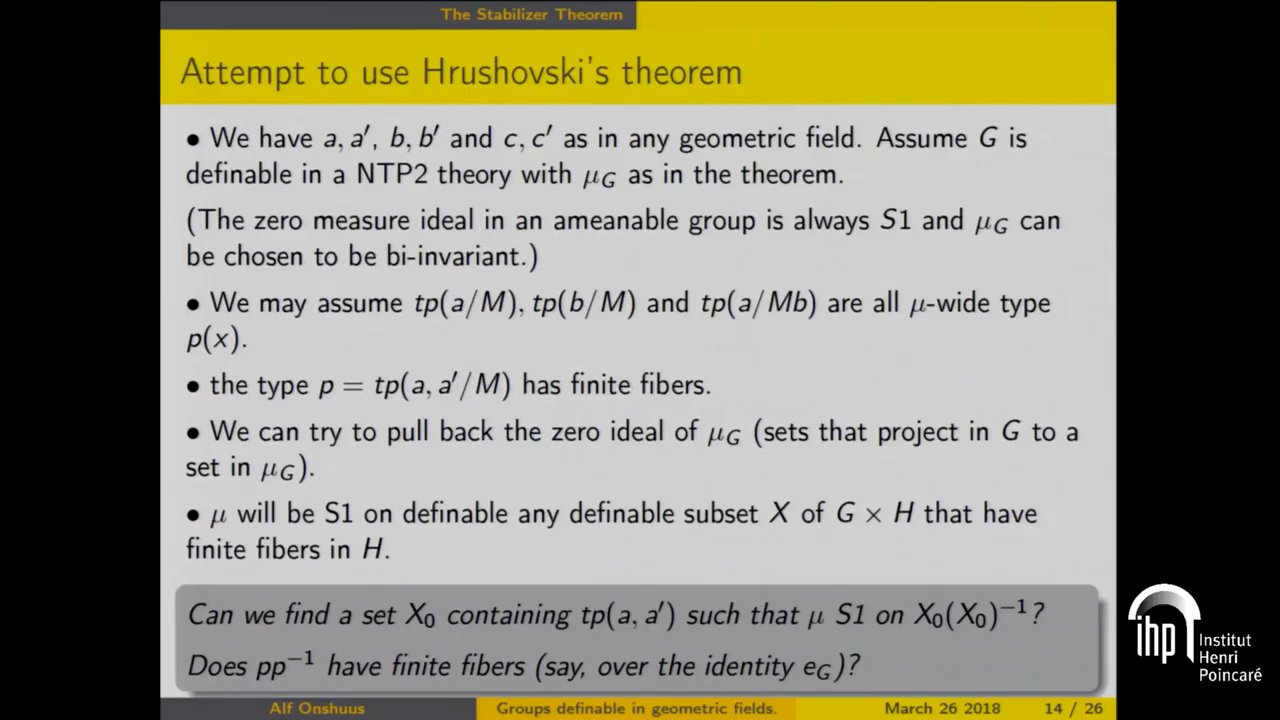 The Stabilizer Theorem
Attempt to use Hrushovski's theorem
• We have a, a′, b, b′ and c, c′ as in any geometric field. Assume G is
definable in a NTP2 theory with μ_G as in the theorem.
(The zero measure ideal in an ameanable group is always S1 and μ_G can
be chosen to be bi-invariant.)
• We may assume tp(a/M), tp(b/M) and tp(a/Mb) are all μ-wide type
p(x).
• the type p = tp(a, a′/M) has finite fibers.
• We can try to pull back the zero ideal of μ_G (sets that project in G to a
set in μ_G).
• μ will be S1 on definable any definable subset X of G × H that have
finite fibers in H.
Can we find a set X₀ containing tp(a, a′) such that μ S1 on X₀(X₀)⁻¹?
Does pp⁻¹ have finite fibers (say, over the identity e_G)?
Alf Onshuus
Groups definable in geometric fields.
March 26 2018
14 / 26
ihp
Institut
Henri
Poincaré